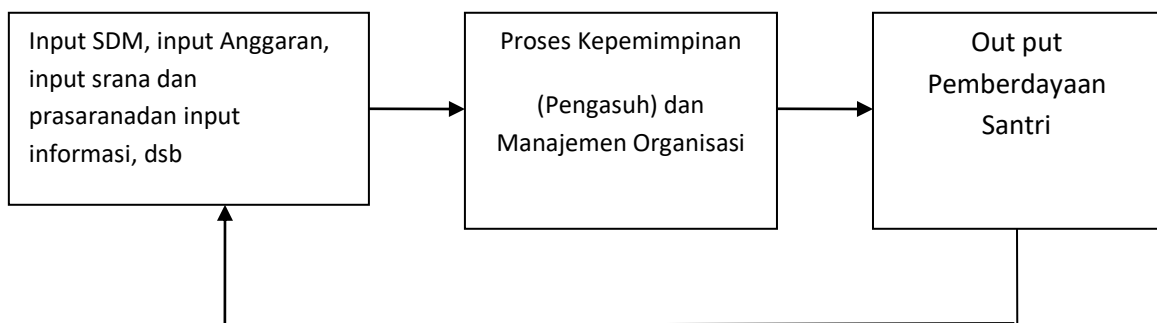 Input SDM, input Anggaran,
input srana dan
prasaranadan input
informasi, dsb
Proses Kepemimpinan
(Pengasuh) dan
Manajemen Organisasi
Out put
Pemberdayaan
Santri